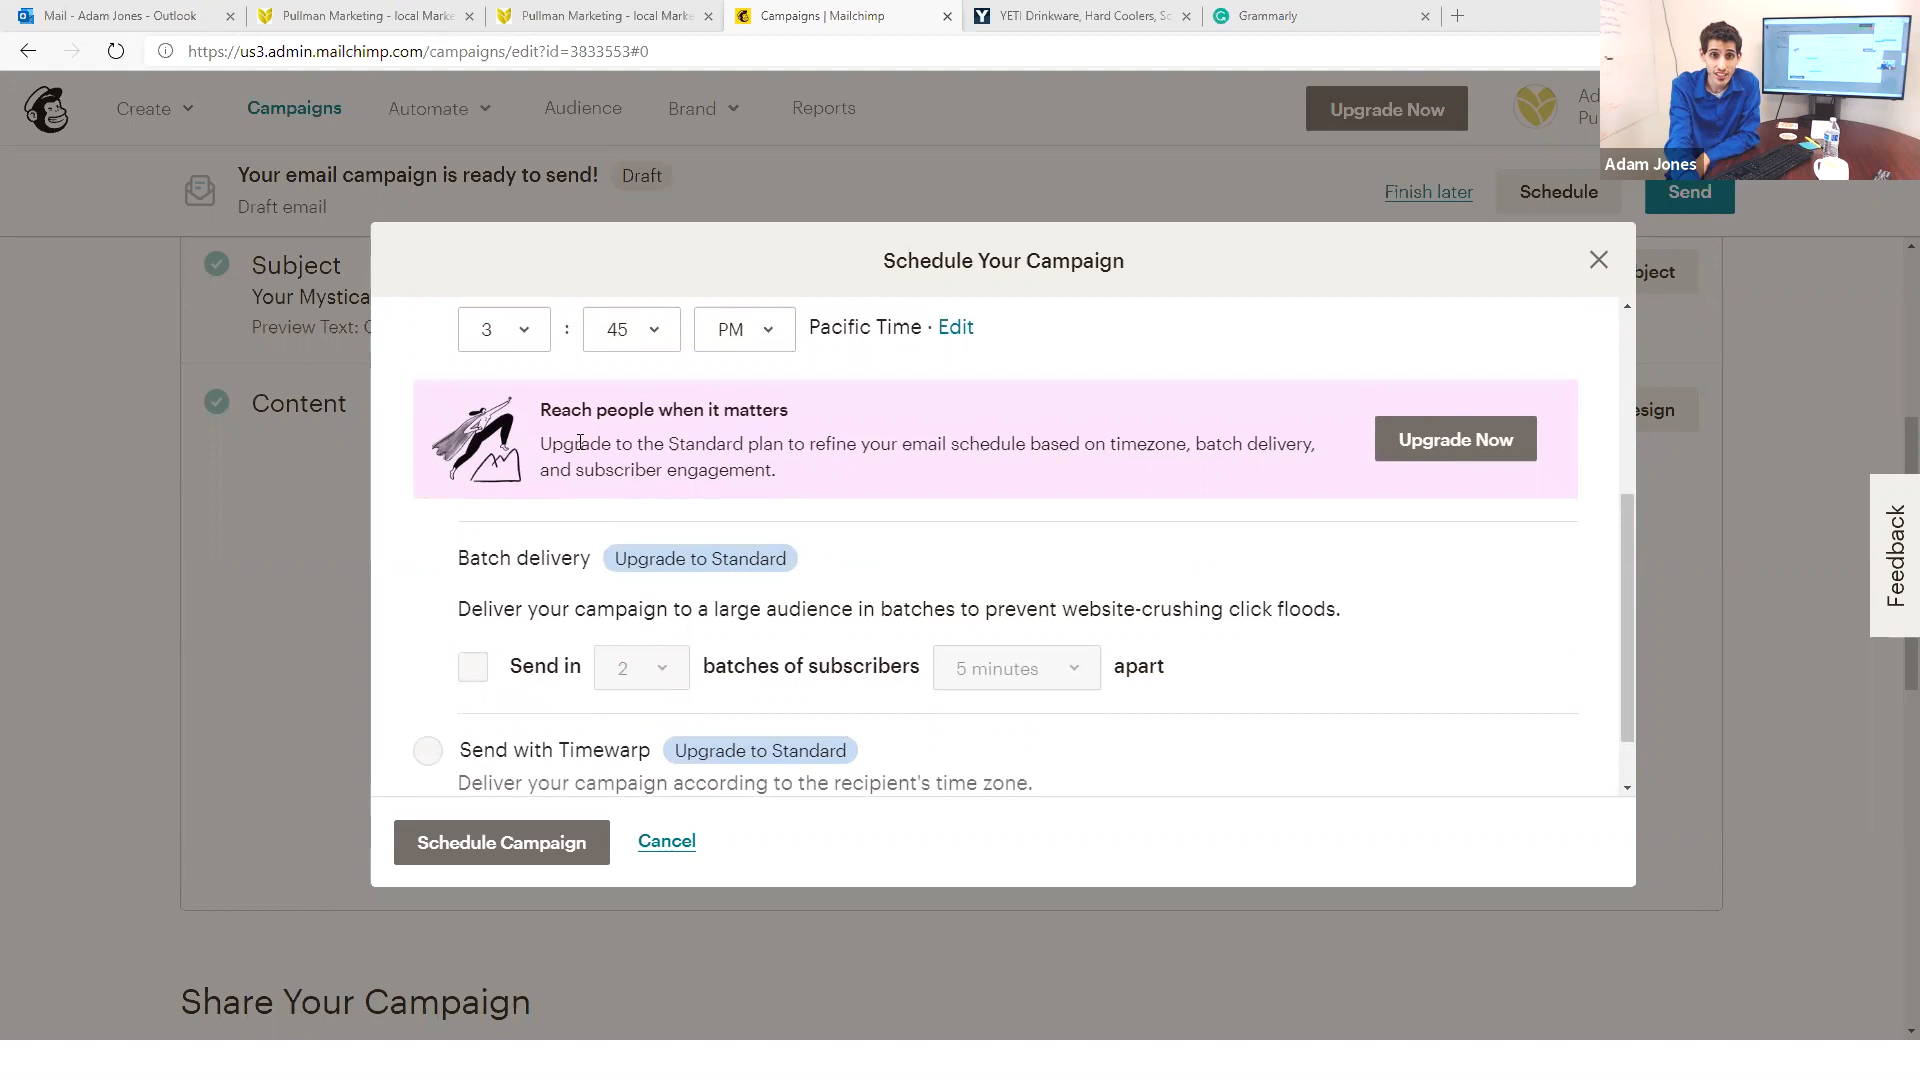 Mail - Adam Jones - Outlook
Pullman Marketing - local Marke
Pullman Marketing - local Marke
Campaigns | Mailchimp
YETI Drinkware, Hard Coolers, Sc
Grammarly
https://us3.admin.mailchimp.com/campaigns/edit?id=3833553#0
Create
Campaigns
Automate
Audience
Brand
Reports
Upgrade Now
Ad
Pu
Adam Jones
Your email campaign is ready to send!
Draft
Draft email
Finish later
Schedule
Send
Subject
Your Mystica
Preview Text: C
bject
Content
esign
Schedule Your Campaign
3 : 45 PM Pacific Time · Edit
Reach people when it matters
Upgrade to the Standard plan to refine your email schedule based on timezone, batch delivery,
and subscriber engagement.
Upgrade Now
Batch delivery Upgrade to Standard
Deliver your campaign to a large audience in batches to prevent website-crushing click floods.
Send in 2 batches of subscribers 5 minutes apart
Send with Timewarp Upgrade to Standard
Deliver your campaign according to the recipient's time zone.
Schedule Campaign
Cancel
Feedback
Share Your Campaign